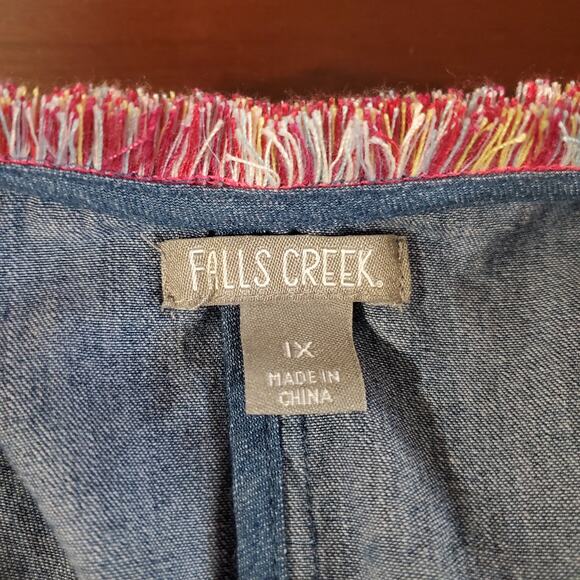 FALLS CREEK.
1X
MADE IN
CHINA